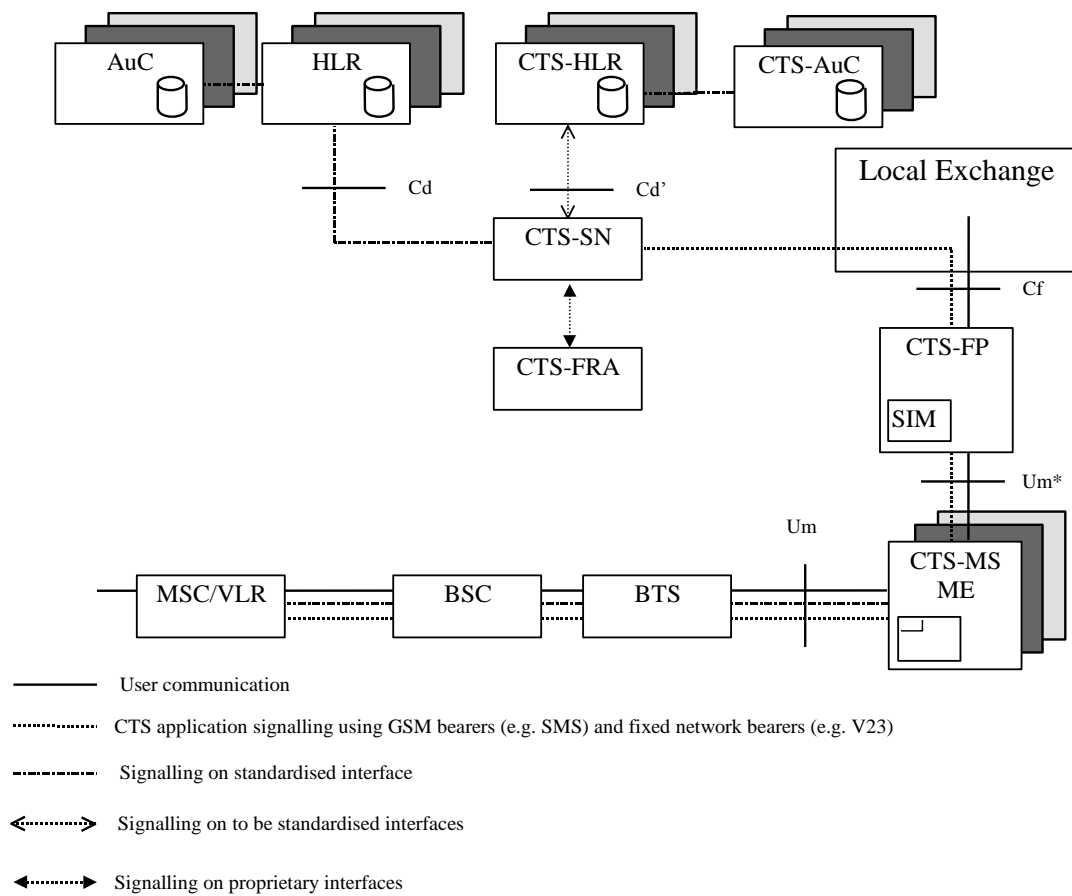 AuC
HLR
CTS-HLR
CTS-AuC
Local Exchange
Cd
Cd’
CTS-SN
Cf
CTS-FP
CTS-FRA
SIM
Um*
Um
CTS-MS
ME
MSC/VLR
BSC
BTS
User communication
CTS application signalling using GSM bearers (e.g. SMS) and fixed network bearers (e.g. V23)
Signalling on standardised interface
Signalling on to be standardised interfaces
Signalling on proprietary interfaces